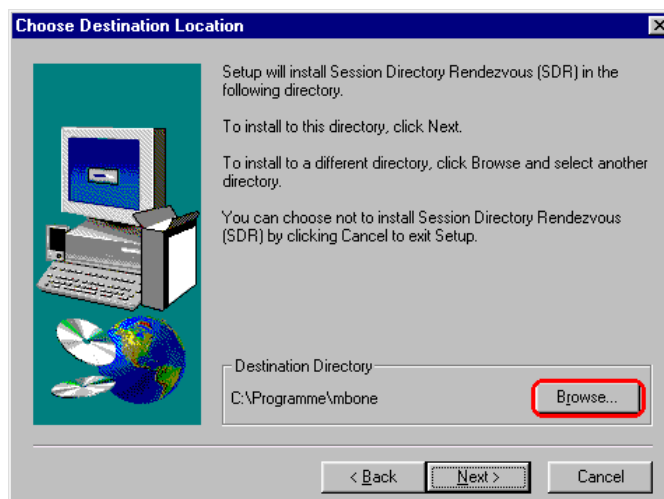 Choose Destination Location
Setup will install Session Directory Rendezvous (SDR) in the
following directory.
To install to this directory, click Next.
To install to a different directory, click Browse and select another
directory.
You can choose not to install Session Directory Rendezvous
(SDR) by clicking Cancel to exit Setup.
Destination Directory
C:\Programme\mbone
Browse...
< Back
Next >
Cancel